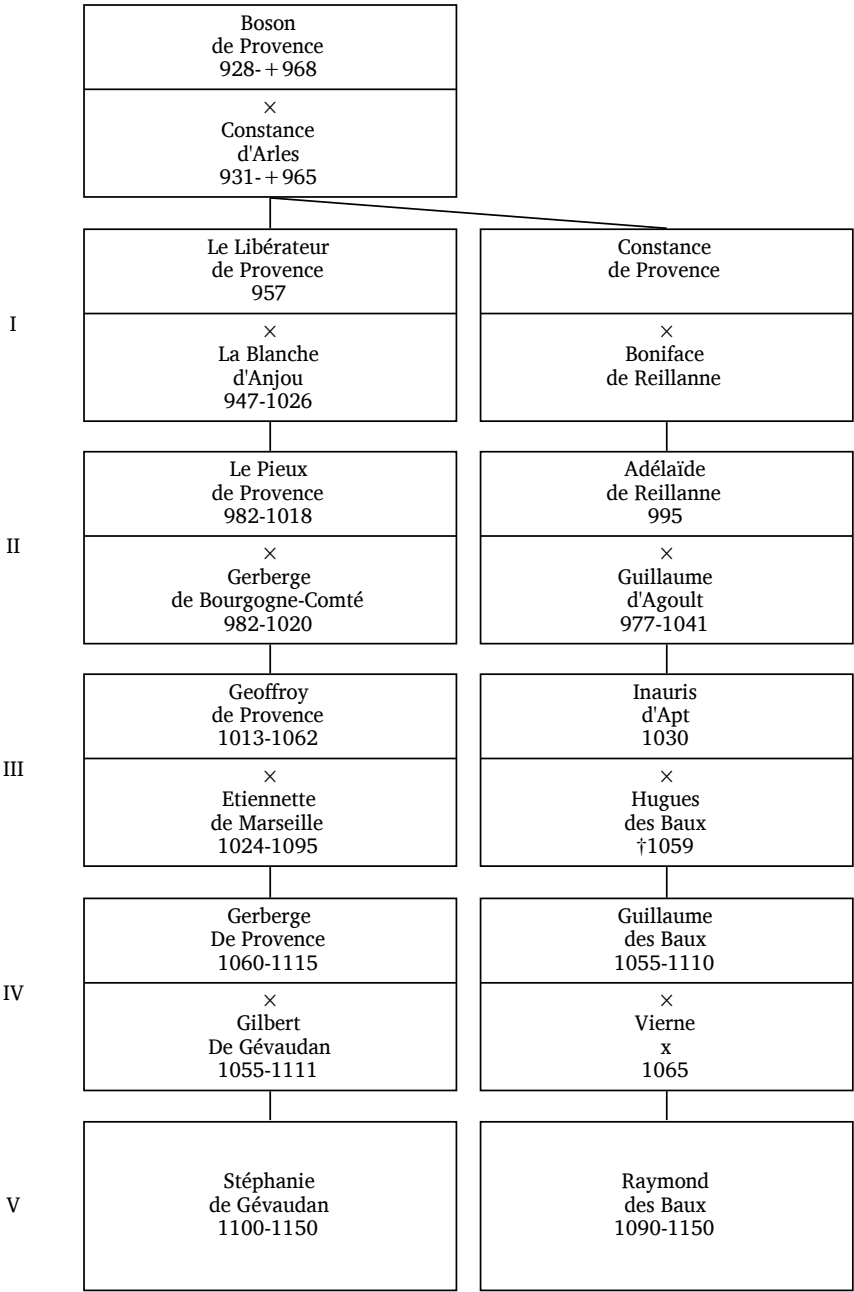 Boson
de Provence
928-+968
×
Constance
d'Arles
931-+965
I
Le Libérateur
de Provence
957
×
La Blanche
d'Anjou
947-1026
Constance
de Provence
×
Boniface
de Reillanne
II
Le Pieux
de Provence
982-1018
×
Gerberge
de Bourgogne-Comté
982-1020
Adélaïde
de Reillanne
995
×
Guillaume
d'Agoult
977-1041
III
Geoffroy
de Provence
1013-1062
×
Etiennette
de Marseille
1024-1095
Inauris
d'Apt
1030
×
Hugues
des Baux
†1059
IV
Gerberge
De Provence
1060-1115
×
Gilbert
De Gévaudan
1055-1111
Guillaume
des Baux
1055-1110
×
Vierne
x
1065
V
Stéphanie
de Gévaudan
1100-1150
Raymond
des Baux
1090-1150